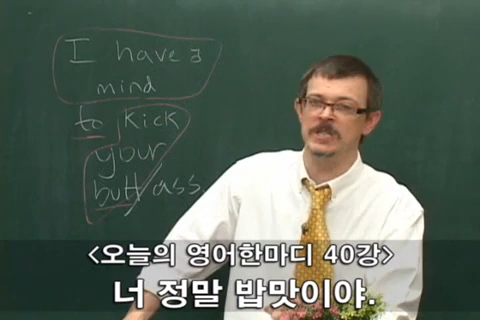 I have a
mind
to kick
your
butt ass.
<오늘의 영어한마디 40강>
너 정말 밥맛이야.